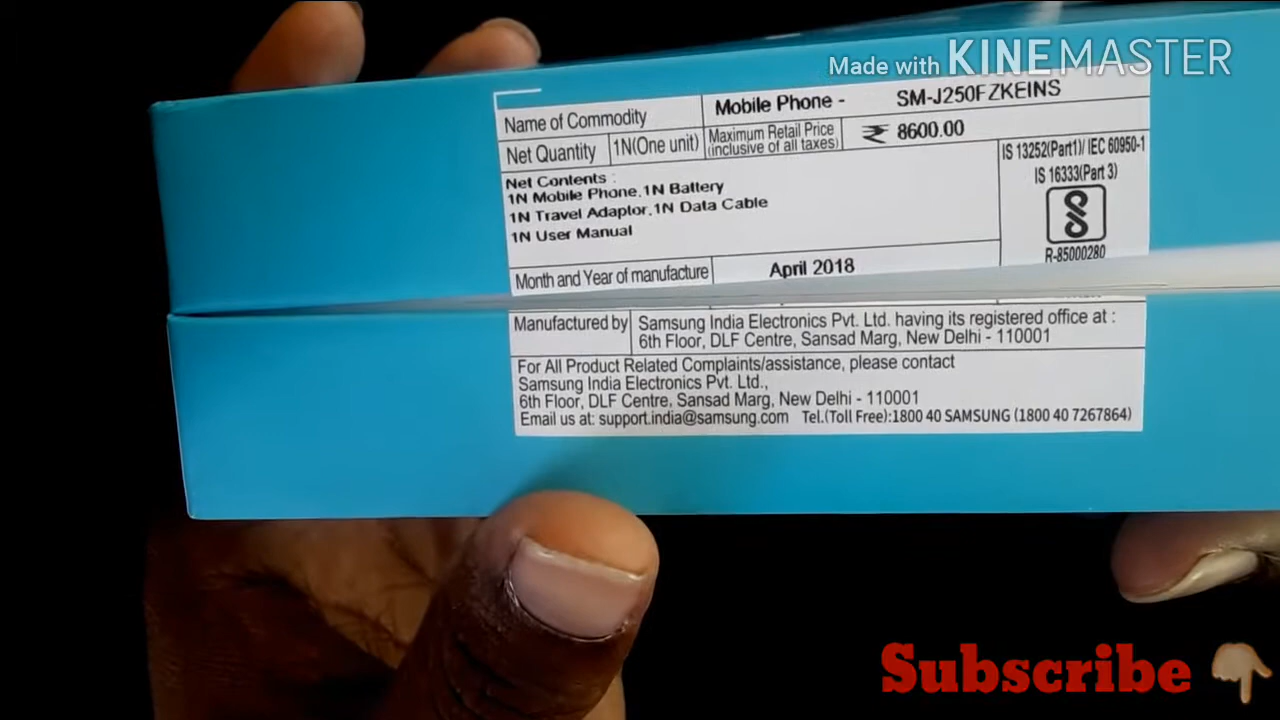 Made with KINEMASTER
Name of Commodity Mobile Phone - SM-J250FZKEINS
Net Quantity 1N(One unit) Maximum Retail Price (inclusive of all taxes) ₹ 8600.00
IS 13252(Part1)/ IEC 60950-1
IS 16333(Part 3)
R-85000280
Net Contents :
1N Mobile Phone,1N Battery
1N Travel Adaptor,1N Data Cable
1N User Manual
Month and Year of manufacture April 2018
Manufactured by Samsung India Electronics Pvt. Ltd. having its registered office at :
6th Floor, DLF Centre, Sansad Marg, New Delhi - 110001
For All Product Related Complaints/assistance, please contact
Samsung India Electronics Pvt. Ltd.,
6th Floor, DLF Centre, Sansad Marg, New Delhi - 110001
Email us at: support.india@samsung.com Tel.(Toll Free):1800 40 SAMSUNG (1800 40 7267864)
Subscribe